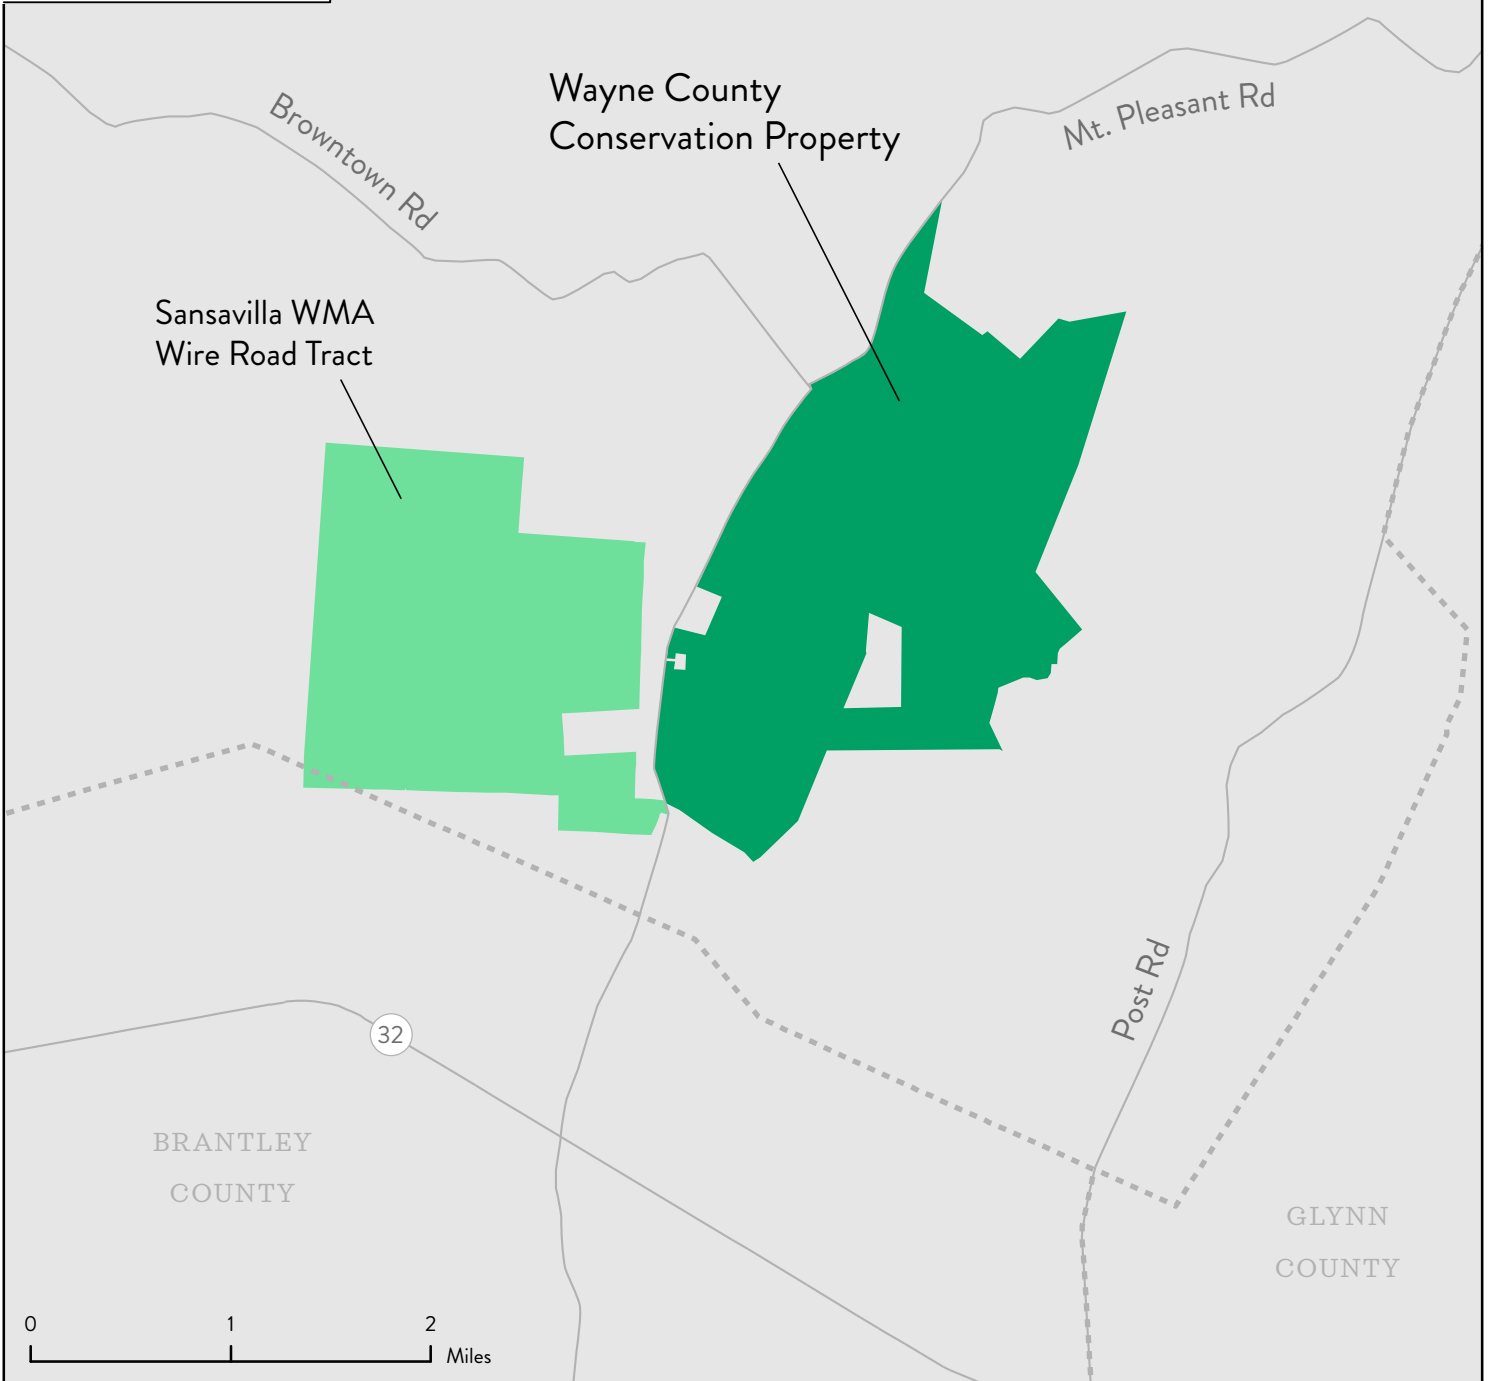 Wayne County
Conservation Property
Mt. Pleasant Rd
Browntown Rd
Sansavilla WMA
Wire Road Tract
Post Rd
32
BRANTLEY
COUNTY
GLYNN
COUNTY
0 1 2
Miles